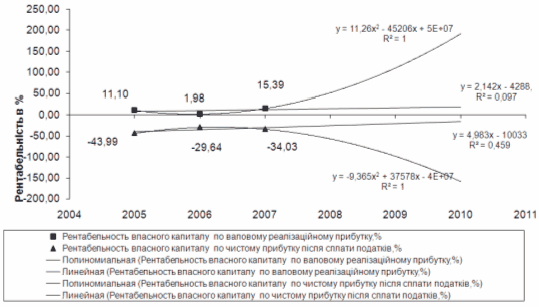 250,00
200,00
150,00
100,00
50,00
0,00
-50,00
-100,00
-150,00
-200,00
Рентабельність в %
11,10
1,98
15,39
-43,99
-29,64
-34,03
y = 11,26x² - 45206x + 5E+07
R² = 1
y = 2,142x - 4288,
R² = 0,097
y = 4,983x - 10033
R² = 0,459
y = -9,365x² + 37578x - 4E+07
R² = 1
2004 2005 2006 2007 2008 2009 2010 2011
Рентабельность власного капиталу по валовому реалізаційному прибутку,%
Рентабельность власного капиталу по чистому прибутку після сплати податків,%
Полиномиальная (Рентабельность власного капиталу по валовому реалізаційному прибутку,%)
Линейная (Рентабельность власного капиталу по валовому реалізаційному прибутку,%)
Полиномиальная (Рентабельность власного капиталу по чистому прибутку після сплати податків,%)
Линейная (Рентабельность власного капиталу по чистому прибутку після сплати податків,%)